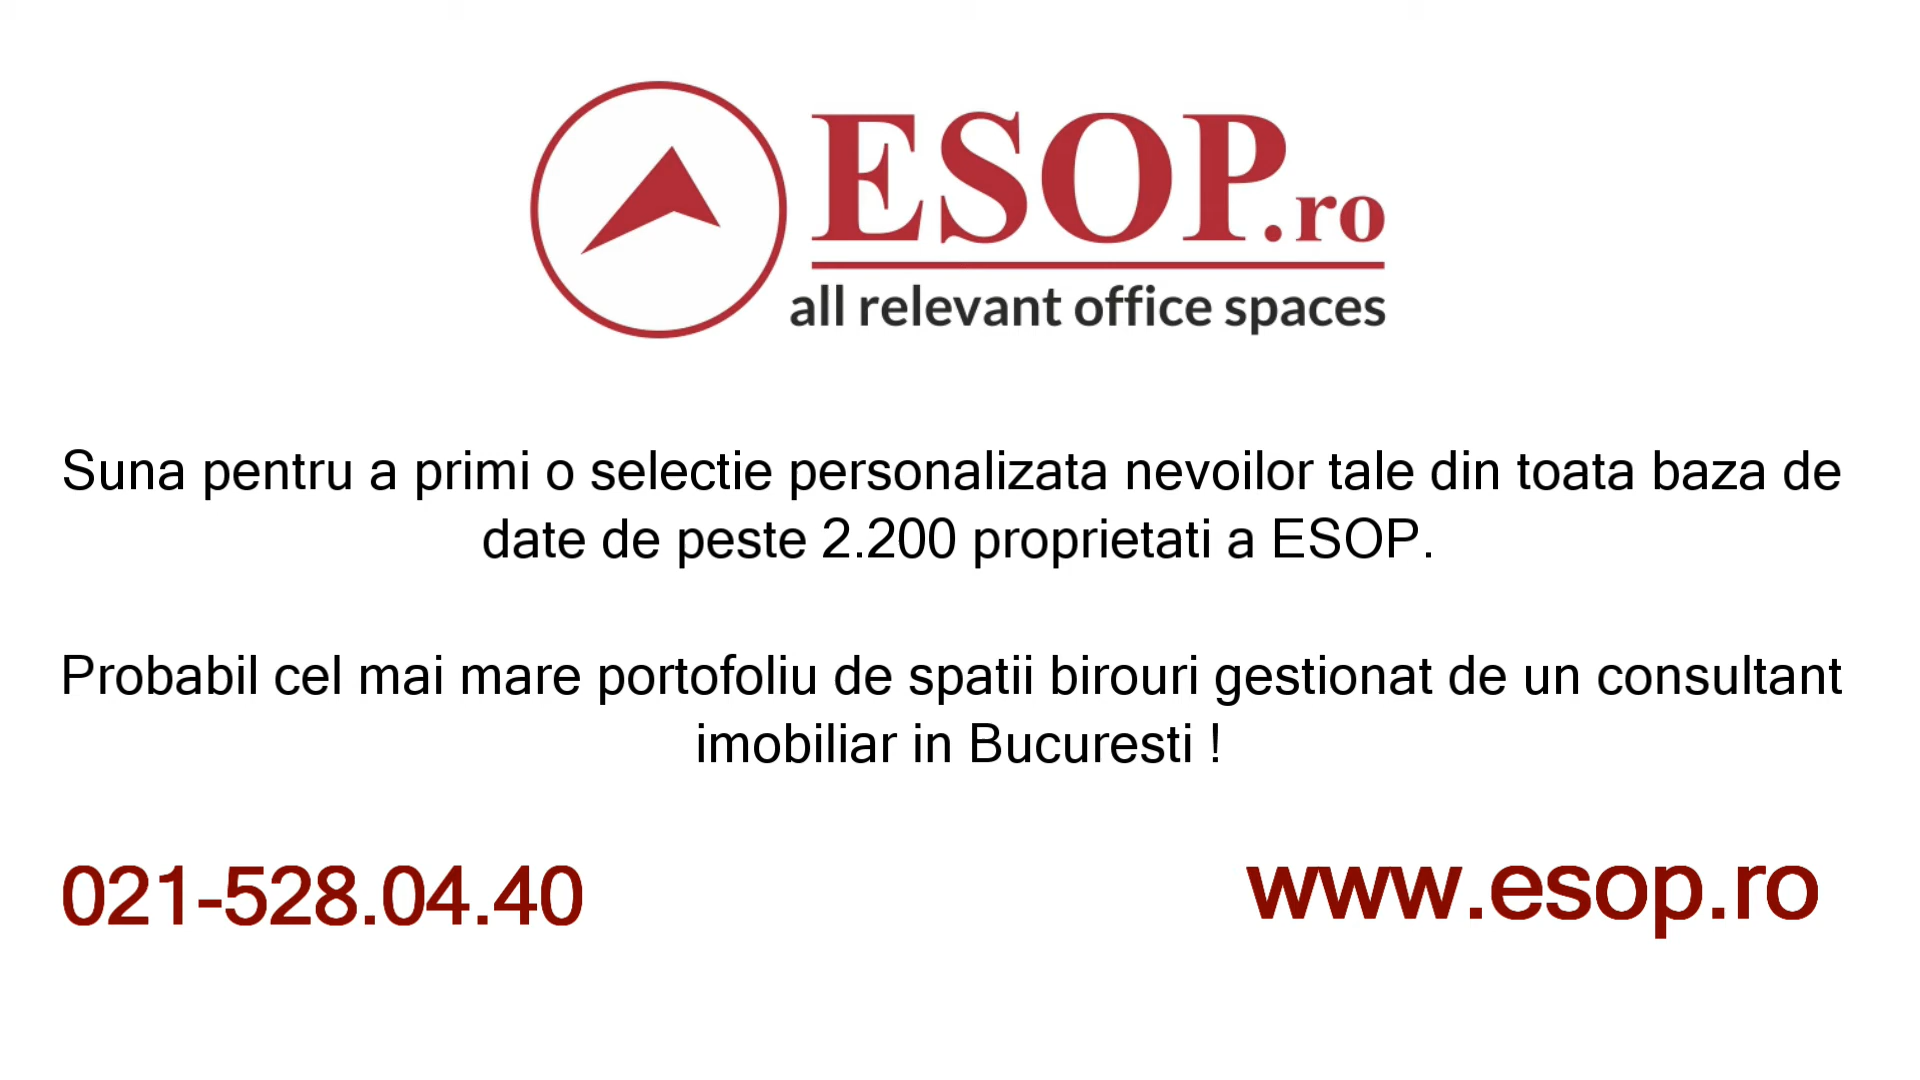 ESOP.ro
all relevant office spaces
Suna pentru a primi o selectie personalizata nevoilor tale din toata baza de
date de peste 2.200 proprietati a ESOP.
Probabil cel mai mare portofoliu de spatii birouri gestionat de un consultant
imobiliar in Bucuresti !
021-528.04.40
www.esop.ro